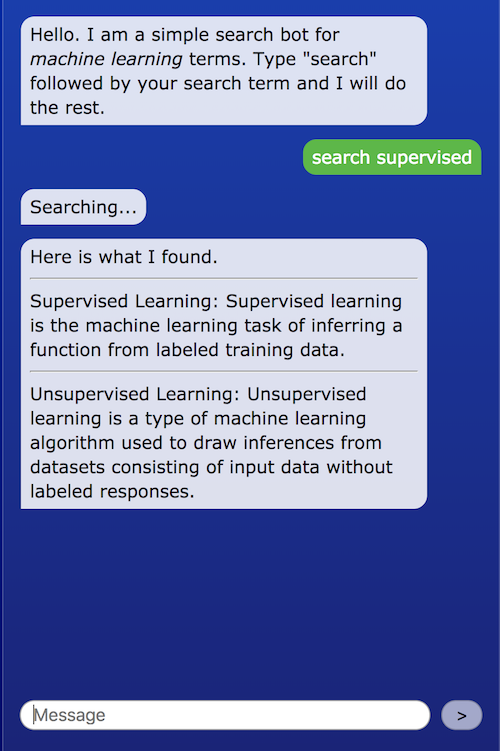 Hello. I am a simple search bot for
machine learning terms. Type "search"
followed by your search term and I will do
the rest.
search supervised
Searching...
Here is what I found.
Supervised Learning: Supervised learning
is the machine learning task of inferring a
function from labeled training data.
Unsupervised Learning: Unsupervised
learning is a type of machine learning
algorithm used to draw inferences from
datasets consisting of input data without
labeled responses.
Message
>